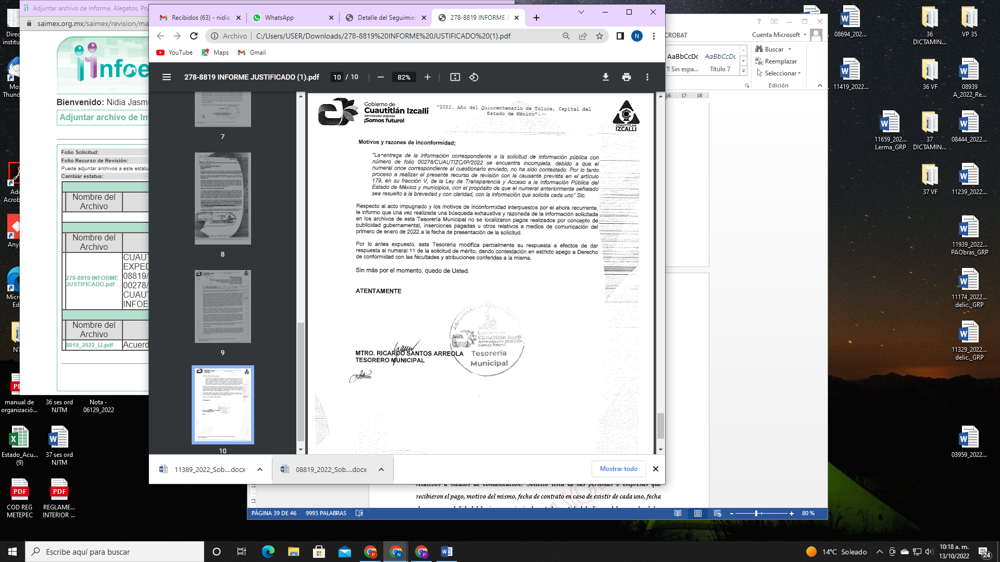 Adjuntar archivo de Informe, Alegatos, Pru
saimex.org.mx/saimex/revision/ma
Infoe
Bienvenido: Nidia Jasmi
Adjuntar archivo de In
Folio Solicitud:
Folio Recurso de Revisión:
Puede adjuntar archivos a este estatu
Cambiar estatus:
Nombre del
Archivo
Nombre del
Archivo
278-8819 INFORME
JUSTIFICADO.pdf
CUAUT
EXPED
08819/
00278/
CUAUT
INFOE
Nombre del
Archivo
8819_2022_IJ.pdf
Acuerd
Recibidos (63) - nidia.
WhatsApp
Detalle del Seguimien
278-8819 INFORME J
Archivo
C:/Users/USER/Downloads/278-8819%20INFORME%20JUSTIFICADO%20(1).pdf
N
YouTube
Maps
Gmail
278-8819 INFORME JUSTIFICADO (1).pdf
10 / 10
82%
7
8
9
10
Gobierno de
Cuautitlán Izcalli
Administración 2022-2024
¡Somos futuro!
"2022. Año del Quincentenario de Toluca, Capital del
Estado de México".
CUAUTITLÁN
IZCALLI
Motivos y razones de inconformidad;
"La entrega de la información correspondiente a la solicitud de información pública con
número de folio 00278/CUAUTIZC/IP/2022 se encuentra incompleta, debido a que el
numeral once correspondiente al cuestionario enviado, no ha sido contestado. Por lo tanto
proceso a realizar el presente recurso de revisión con la causante prevista en el artículo
179, en su fracción V, de la Ley de Transparencia y Acceso a la Información Pública del
Estado de México y municipios, con el propósito de que el numeral anteriormente señalado
sea resuelto a la brevedad y con claridad, con la información que solicita cada uno" Sic.
Respecto al acto impugnado y los motivos de inconformidad interpuestos por el ahora recurrente,
le informo que una vez realizada una búsqueda exhaustiva y razonada de la información solicitada
en los archivos de esta Tesorería Municipal no se localizaron pagos realizados por concepto de
publicidad gubernamental, inserciones pagadas u otros relativos a medios de comunicación del
primero de enero de 2022 a la fecha de presentación de la solicitud.
Por lo antes expuesto, esta Tesorería modifica parcialmente su respuesta a efectos de dar
respuesta al numeral 11 de la solicitud de mérito, dando contestación en estricto apego a Derecho
de conformidad con las facultades y atribuciones conferidas a la misma.
Sin más por el momento, quedo de Usted.
ATENTAMENTE
Gobierno de
Cuautitlán Izcalli
Administración 2022-2024
¡Somos futuro!
Tesorería
Municipal
MTRO. RICARDO SANTOS ARREOLA
TESORERO MUNICIPAL
11389_2022_Sob....docx
08819_2022_Sob....docx
Mostrar todo
CROBAT
Cuenta Microsoft
AaBbCcDc
AaBbCcDc
¶ Sin espa...
Título 7
Buscar
Reemplazar
Seleccionar
Edición
16 17 18
relativos a medios de comunicación? Solicito lista de las personas o empresas que
recibieron el pago, motivo del mismo, fecha de contrato en caso de existir de cada uno, fecha
PÁGINA 39 DE 46
9993 PALABRAS
80 %
Direc
institu
Moz
Thund
Ado
Acrob
Any
Micro
Ed
NT
manual de
organizació...
36 ses ord
NJTM
Nota -
06129_2022
Estado_Acu...
(9)
37 ses ord
NJTM
COD REG
METEPEC
REGLAME...
INTERIOR ...
08694_202...
36
DICTAMIN...
VP 35
11419_2022...
36 VF
08939
A_2022_Re...
11659_202...
Lerma_GRP
37
DICTAMIN...
08444_2022...
37 VF
11239_2022...
11939_2022...
PAObras_GRP
11174_2022...
delic._GRP
11329_2022...
delic._GRP
03959_2022...
Escribe aquí para buscar
14°C Soleado
10:18 a. m.
13/10/2022
24